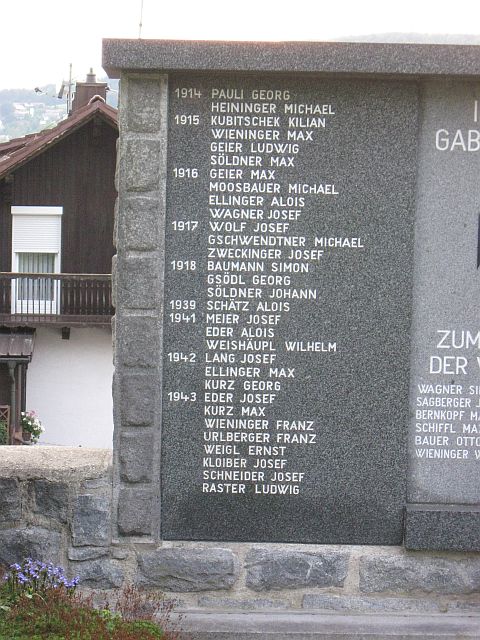 1914 PAULI GEORG
HEININGER MICHAEL
1915 KUBITSCHEK KILIAN
WIENINGER MAX
GEIER LUDWIG
SÖLDNER MAX
1916 GEIER MAX
MOOSBAUER MICHAEL
ELLINGER ALOIS
WAGNER JOSEF
1917 WOLF JOSEF
GSCHWENDTNER MICHAEL
ZWECKINGER JOSEF
1918 BAUMANN SIMON
GSÖDL GEORG
SÖLDNER JOHANN
1939 SCHÄTZ ALOIS
1941 MEIER JOSEF
EDER ALOIS
WEISHÄUPL WILHELM
1942 LANG JOSEF
ELLINGER MAX
KURZ GEORG
1943 EDER JOSEF
KURZ MAX
WIENINGER FRANZ
URLBERGER FRANZ
WEIGL ERNST
KLOIBER JOSEF
SCHNEIDER JOSEF
RASTER LUDWIG
GAB
ZUM
DER
WAGNER SI
SAGBERGER
BERNKOPF M
SCHIFFL MA
BAUER OTTO
WIENINGER